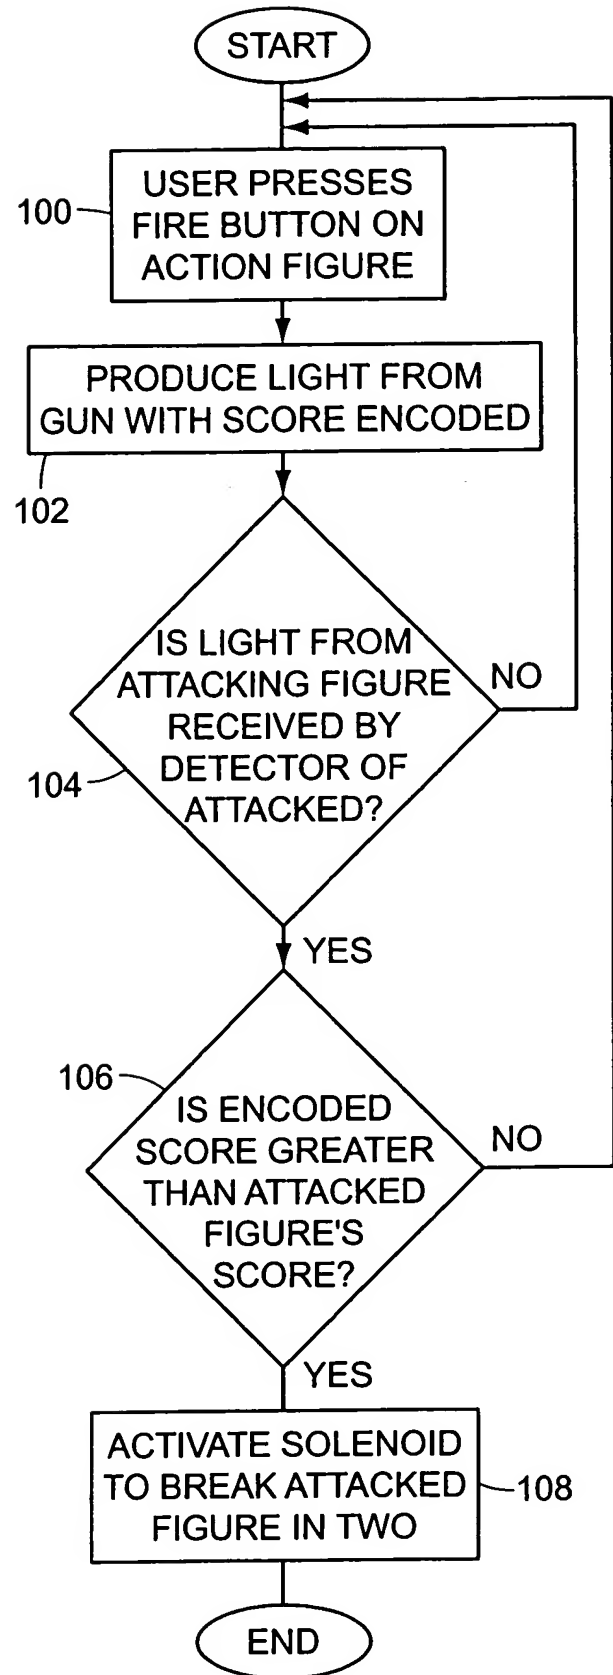 START
USER PRESSES
FIRE BUTTON ON
ACTION FIGURE
100
PRODUCE LIGHT FROM
GUN WITH SCORE ENCODED
102
IS LIGHT FROM
ATTACKING FIGURE
RECEIVED BY
DETECTOR OF
ATTACKED?
NO
104
YES
106
IS ENCODED
SCORE GREATER
THAN ATTACKED
FIGURE'S
SCORE?
NO
YES
ACTIVATE SOLENOID
TO BREAK ATTACKED
FIGURE IN TWO
108
END